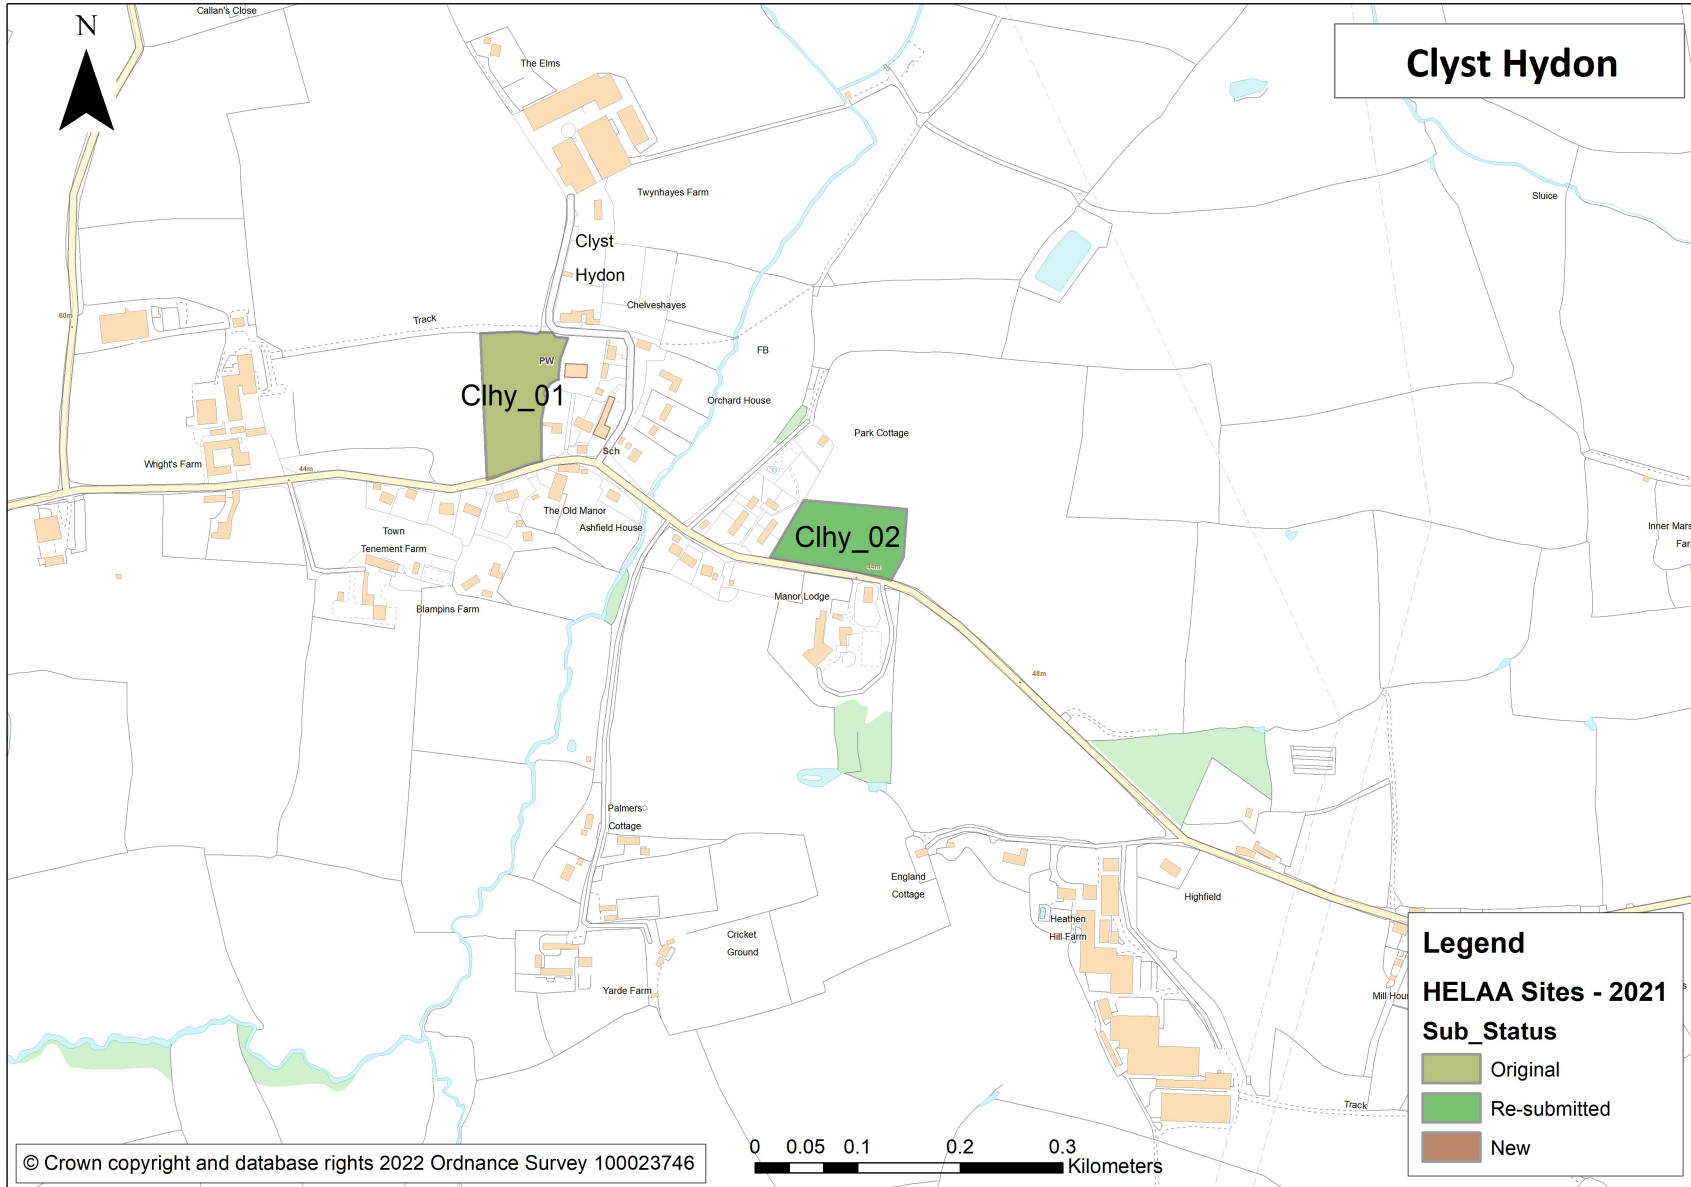 Callan's Close
N
Clyst Hydon
The Elms
Twynhayes Farm
Sluice
Clyst
Hydon
Chelveshayes
60m
Track
FB
PW
Clhy_01
Orchard House
Park Cottage
Sch
Wright's Farm
44m
The Old Manor
Ashfield House
Town
Tenement Farm
Clhy_02
44m
Inner Mars
Far
Blampins Farm
Manor Lodge
48m
Palmers
Cottage
England
Cottage
Highfield
Heathen
Hill Farm
Cricket
Ground
Yarde Farm
Mill Hou
s
Track
Legend
HELAA Sites - 2021
Sub_Status
Original
Re-submitted
New
0 0.05 0.1 0.2 0.3
Kilometers
© Crown copyright and database rights 2022 Ordnance Survey 100023746